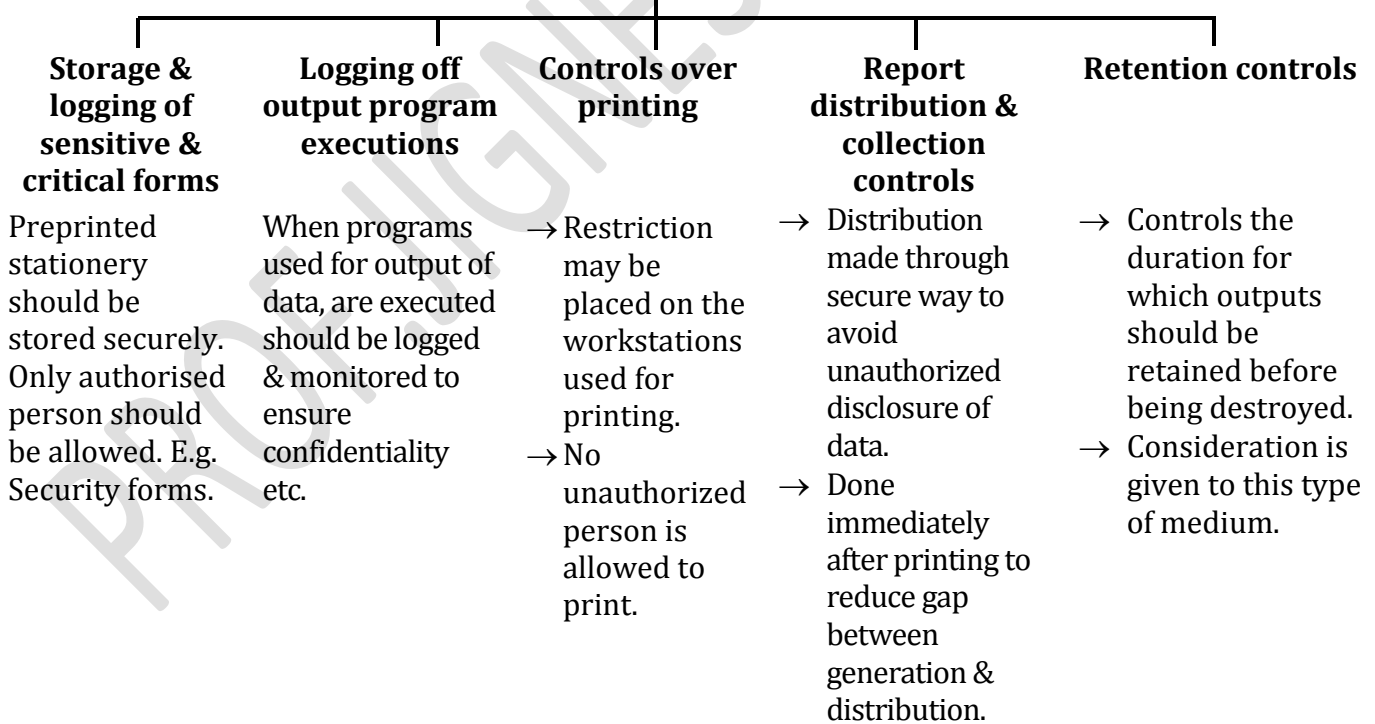 Storage &
logging of
sensitive &
critical forms
Preprinted
stationery
should be
stored securely.
Only authorised
person should
be allowed. E.g.
Security forms.
Logging off
output program
executions
When programs
used for output of
data, are executed
should be logged
& monitored to
ensure
confidentiality
etc.
Controls over
printing
→ Restriction
may be
placed on the
workstations
used for
printing.
→ No
unauthorized
person is
allowed to
print.
Report
distribution &
collection
controls
→ Distribution
made through
secure way to
avoid
unauthorized
disclosure of
data.
→ Done
immediately
after printing to
reduce gap
between
generation &
distribution.
Retention controls
→ Controls the
duration for
which outputs
should be
retained before
being destroyed.
→ Consideration is
given to this type
of medium.
PROF.JIGNES